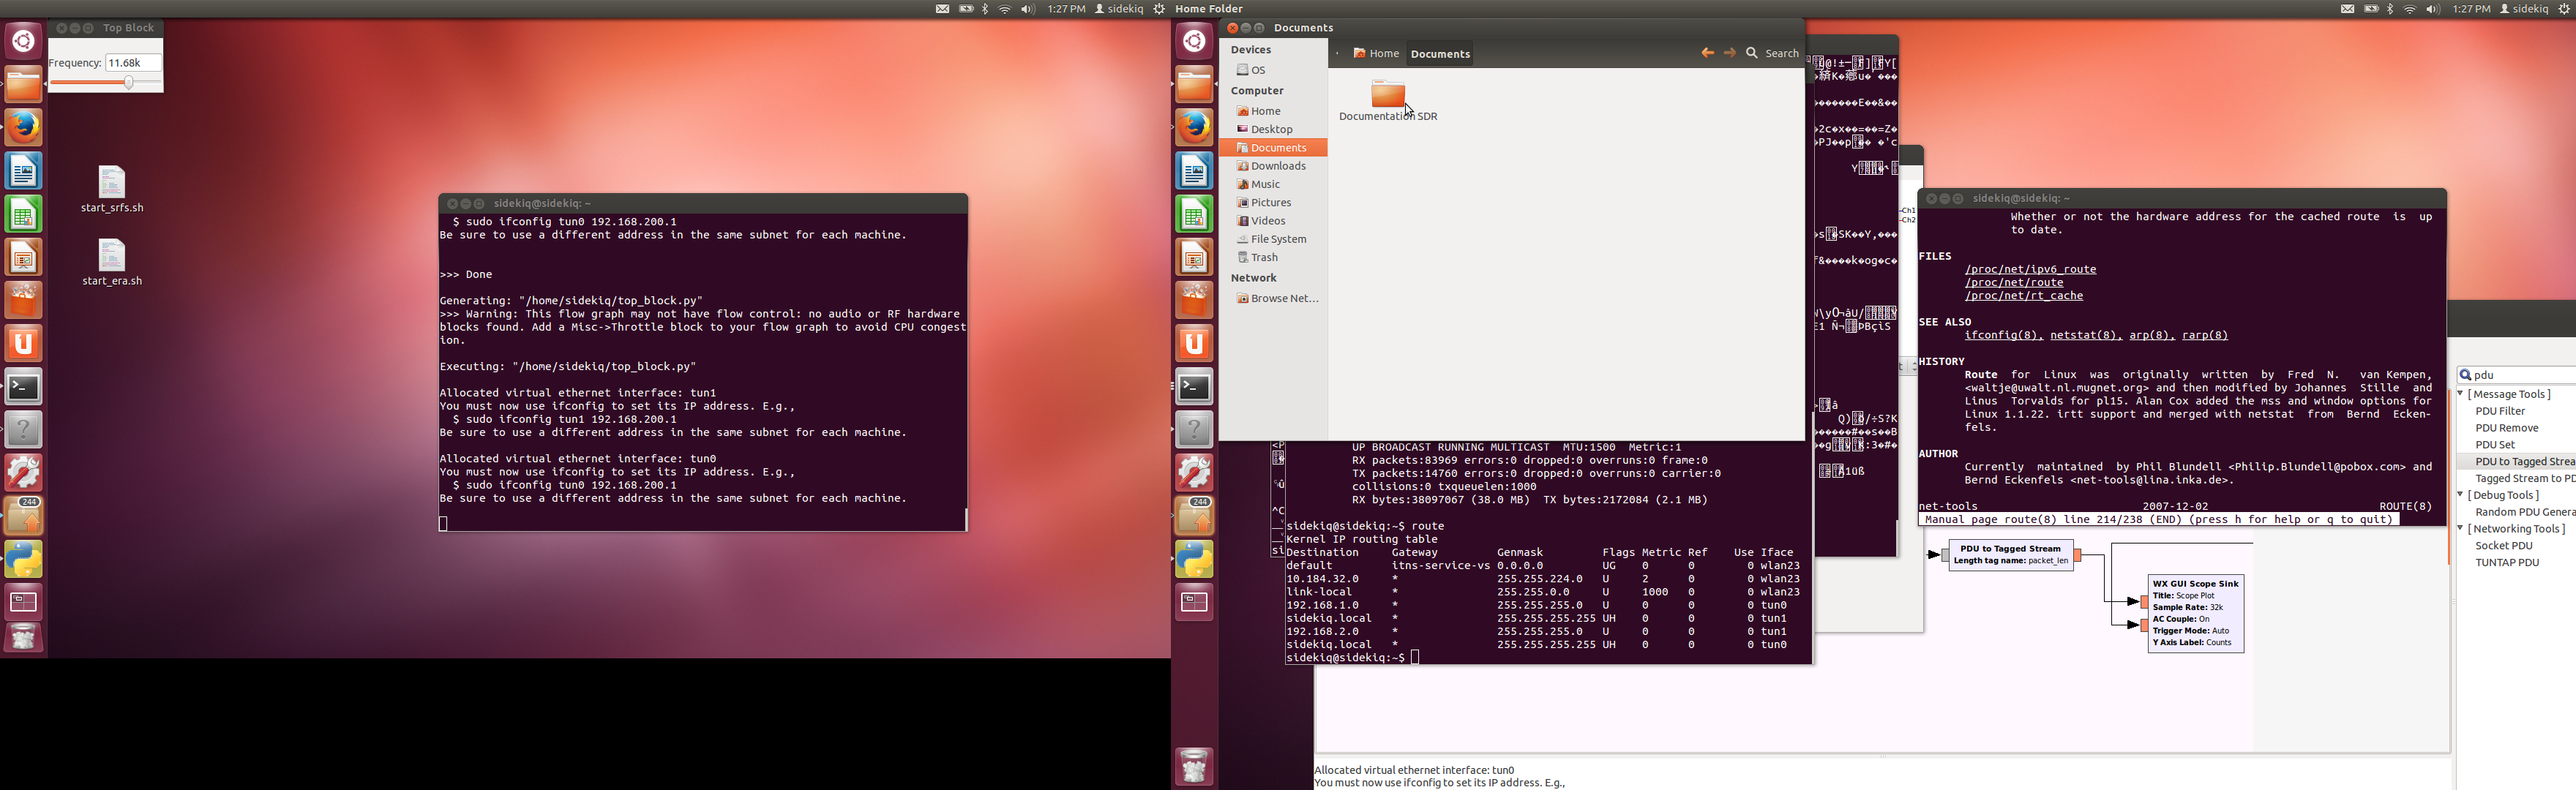 1:27 PM
sidekiq
Home Folder
1:27 PM
sidekiq
Top Block
Frequency: 11.68k
start_srfs.sh
start_era.sh
244
sidekiq@sidekiq: ~
$ sudo ifconfig tun0 192.168.200.1
Be sure to use a different address in the same subnet for each machine.
>>> Done
Generating: "/home/sidekiq/top_block.py"
>>> Warning: This flow graph may not have flow control: no audio or RF hardware
blocks found. Add a Misc->Throttle block to your flow graph to avoid CPU congest
ion.
Executing: "/home/sidekiq/top_block.py"
Allocated virtual ethernet interface: tun1
You must now use ifconfig to set its IP address. E.g.,
$ sudo ifconfig tun1 192.168.200.1
Be sure to use a different address in the same subnet for each machine.
Allocated virtual ethernet interface: tun0
You must now use ifconfig to set its IP address. E.g.,
$ sudo ifconfig tun0 192.168.200.1
Be sure to use a different address in the same subnet for each machine.
244
Documents
Devices
OS
Computer
Home
Desktop
Documents
Downloads
Music
Pictures
Videos
File System
Trash
Network
Browse Net...
Home
Documents
Search
Documentation SDR
UP BROADCAST RUNNING MULTICAST MTU:1500 Metric:1
RX packets:83969 errors:0 dropped:0 overruns:0 frame:0
TX packets:14760 errors:0 dropped:0 overruns:0 carrier:0
collisions:0 txqueuelen:1000
RX bytes:38097067 (38.0 MB) TX bytes:2172084 (2.1 MB)
sidekiq@sidekiq:~$ route
Kernel IP routing table
Destination Gateway Genmask Flags Metric Ref Use Iface
default itns-service-vs 0.0.0.0 UG 0 0 0 wlan23
10.184.32.0 * 255.255.224.0 U 2 0 0 wlan23
link-local * 255.255.0.0 U 1000 0 0 wlan23
192.168.1.0 * 255.255.255.0 U 0 0 0 tun0
sidekiq.local * 255.255.255.255 UH 0 0 0 tun1
192.168.2.0 * 255.255.255.0 U 0 0 0 tun1
sidekiq.local * 255.255.255.255 UH 0 0 0 tun0
sidekiq@sidekiq:~$
Ch1
Ch2
sidekiq@sidekiq: ~
Whether or not the hardware address for the cached route is up
to date.
FILES
/proc/net/ipv6_route
/proc/net/route
/proc/net/rt_cache
SEE ALSO
ifconfig(8), netstat(8), arp(8), rarp(8)
HISTORY
Route for Linux was originally written by Fred N. van Kempen,
<waltje@uwalt.nl.mugnet.org> and then modified by Johannes Stille and
Linus Torvalds for pl15. Alan Cox added the mss and window options for
Linux 1.1.22. irtt support and merged with netstat from Bernd Ecken-
fels.
AUTHOR
Currently maintained by Phil Blundell <Philip.Blundell@pobox.com> and
Bernd Eckenfels <net-tools@lina.inka.de>.
net-tools 2007-12-02 ROUTE(8)
Manual page route(8) line 214/238 (END) (press h for help or q to quit)
PDU to Tagged Stream
Length tag name: packet_len
WX GUI Scope Sink
Title: Scope Plot
Sample Rate: 32k
AC Couple: On
Trigger Mode: Auto
Y Axis Label: Counts
pdu
[ Message Tools ]
PDU Filter
PDU Remove
PDU Set
PDU to Tagged Strea
Tagged Stream to PD
[ Debug Tools ]
Random PDU Genera
[ Networking Tools ]
Socket PDU
TUNTAP PDU
Allocated virtual ethernet interface: tun0
You must now use ifconfig to set its IP address. E.g.,